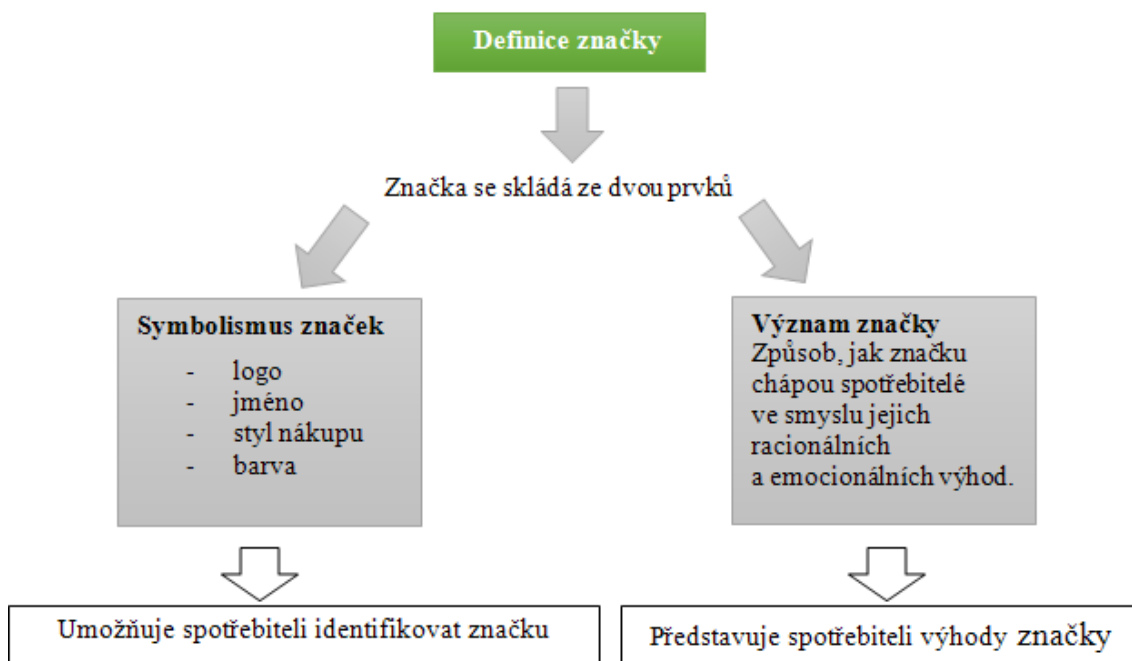 Definice značky
Značka se skládá ze dvou prvků
Symbolismus značek
- logo
- jméno
- styl nákupu
- barva
Význam značky
Způsob, jak značku
chápou spotřebitelé
ve smyslu jejich
racionálních
a emocionálních výhod.
Umožňuje spotřebiteli identifikovat značku
Představuje spotřebiteli výhody značky